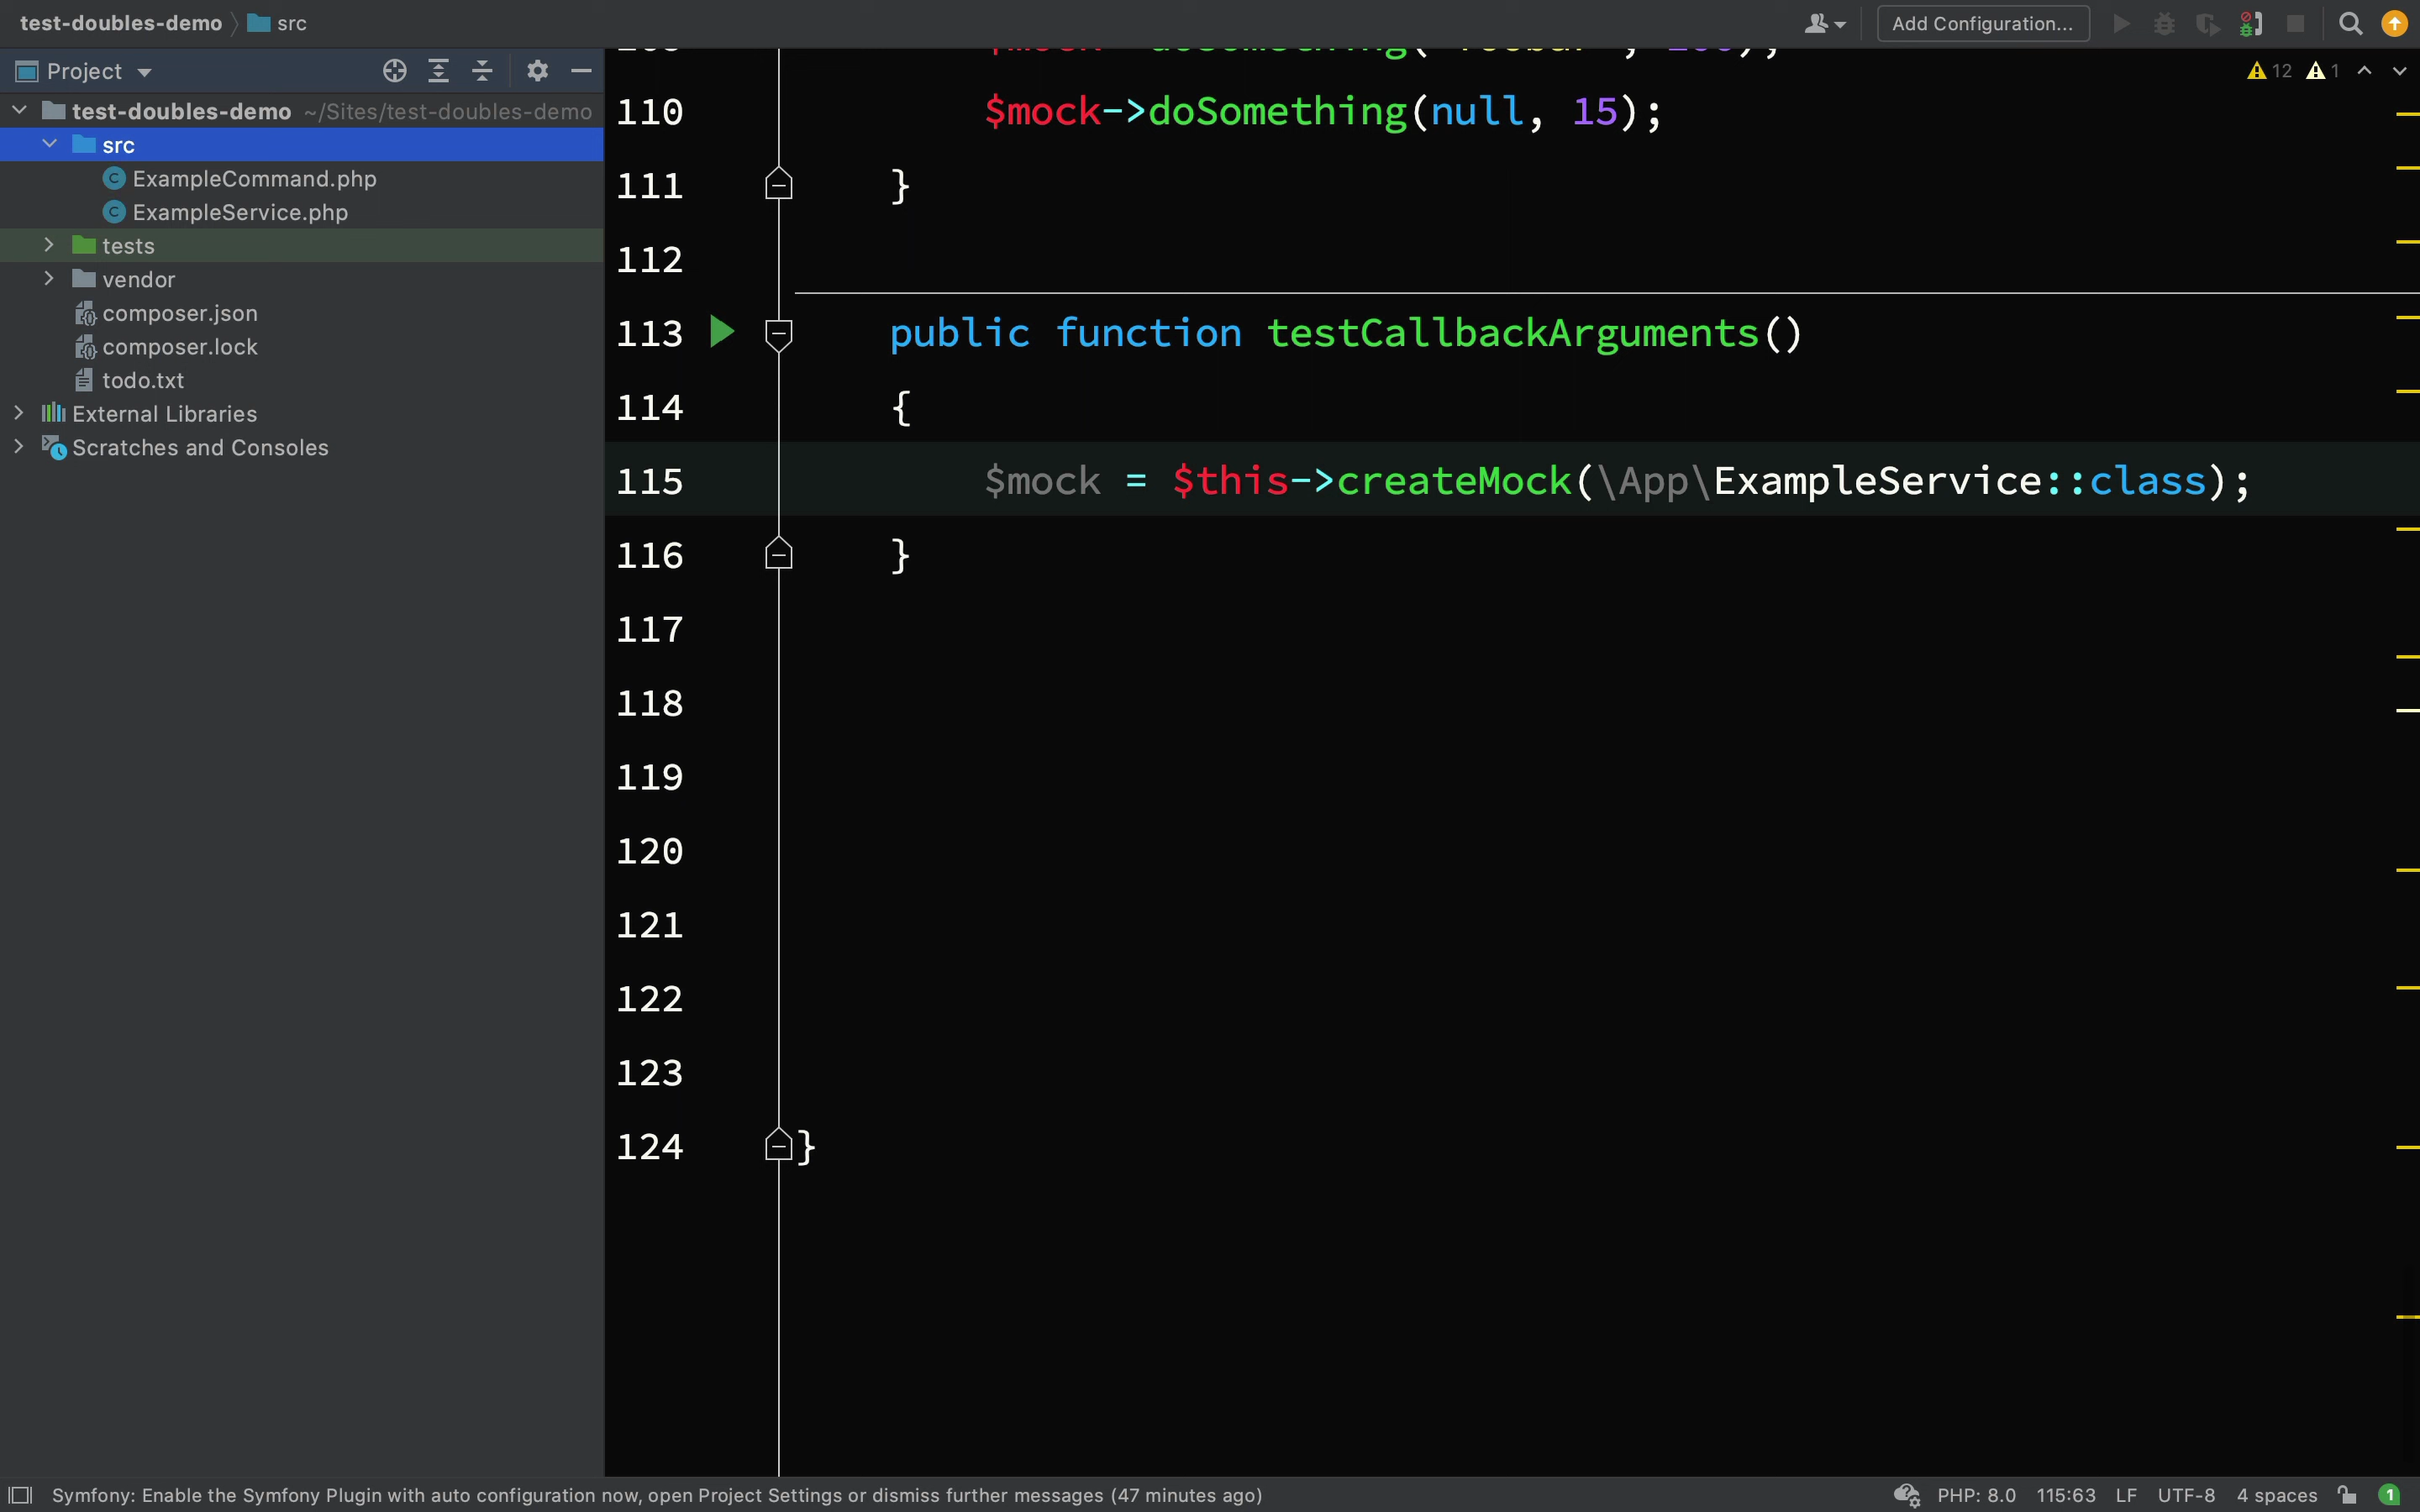 test-doubles-demo src
Add Configuration...
Project
12 1
test-doubles-demo ~/Sites/test-doubles-demo
src
ExampleCommand.php
ExampleService.php
tests
vendor
composer.json
composer.lock
todo.txt
External Libraries
Scratches and Consoles
110 $mock->doSomething(null, 15);
111 }
112
113 public function testCallbackArguments()
114 {
115 $mock = $this->createMock(\App\ExampleService::class);
116 }
117
118
119
120
121
122
123
124 }
Symfony: Enable the Symfony Plugin with auto configuration now, open Project Settings or dismiss further messages (47 minutes ago)
PHP: 8.0 115:63 LF UTF-8 4 spaces 1